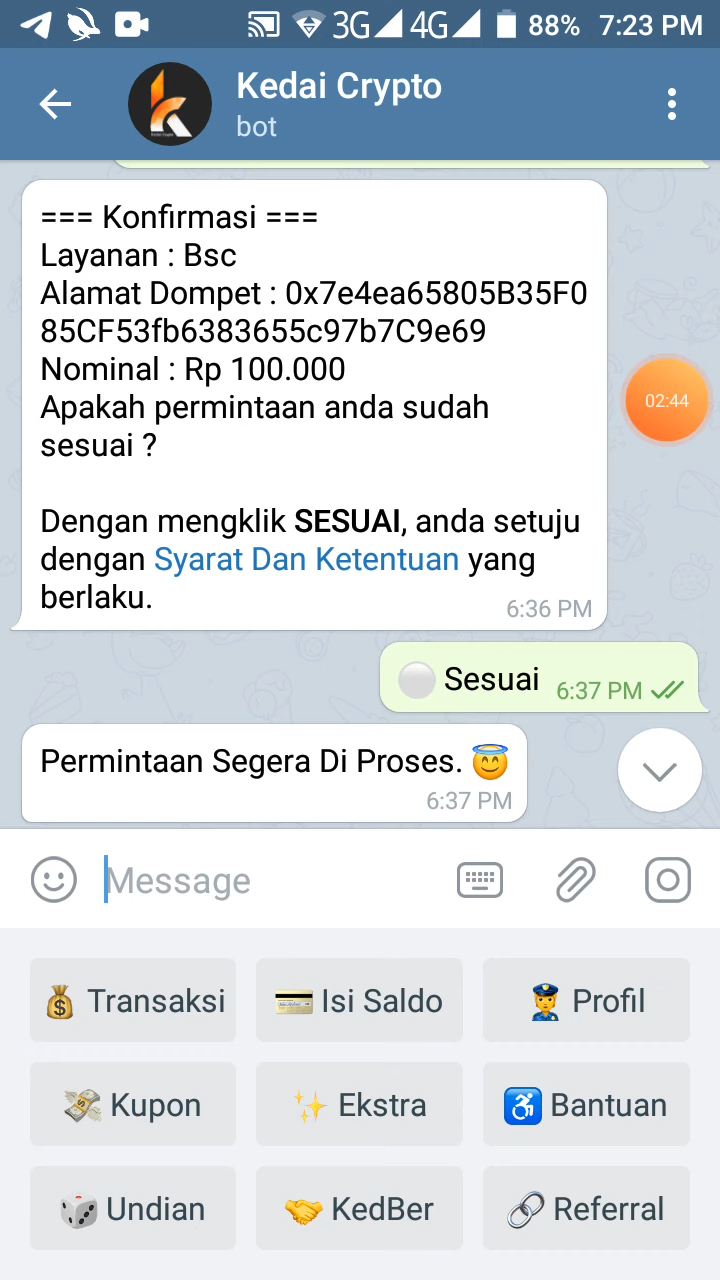 3G 4G 88% 7:23 PM
Kedai Crypto
bot
=== Konfirmasi ===
Layanan : Bsc
Alamat Dompet : 0x7e4ea65805B35F0
85CF53fb6383655c97b7C9e69
Nominal : Rp 100.000
Apakah permintaan anda sudah
sesuai ?
Dengan mengklik SESUAI, anda setuju
dengan Syarat Dan Ketentuan yang
berlaku.
6:36 PM
02:44
Sesuai 6:37 PM
Permintaan Segera Di Proses. 😇
6:37 PM
Message
💰 Transaksi 💳 Isi Saldo 👮 Profil
💸 Kupon ✨ Ekstra ♿ Bantuan
🎲 Undian 🤝 KedBer 🔗 Referral